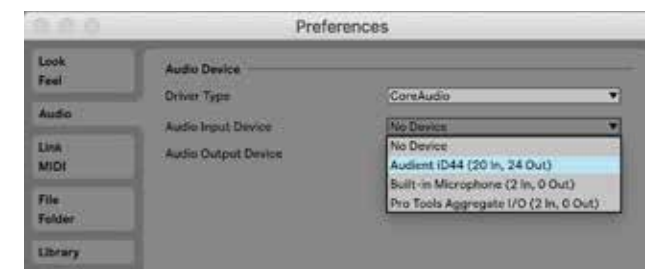 Preferences
Look
Feel
Audio
Link
MIDI
File
Folder
Library
Audio Device
Driver Type
CoreAudio
Audio Input Device
No Device
Audio Output Device
No Device
Audient iD44 (20 In, 24 Out)
Built-in Microphone (2 In, 0 Out)
Pro Tools Aggregate I/O (2 In, 0 Out)